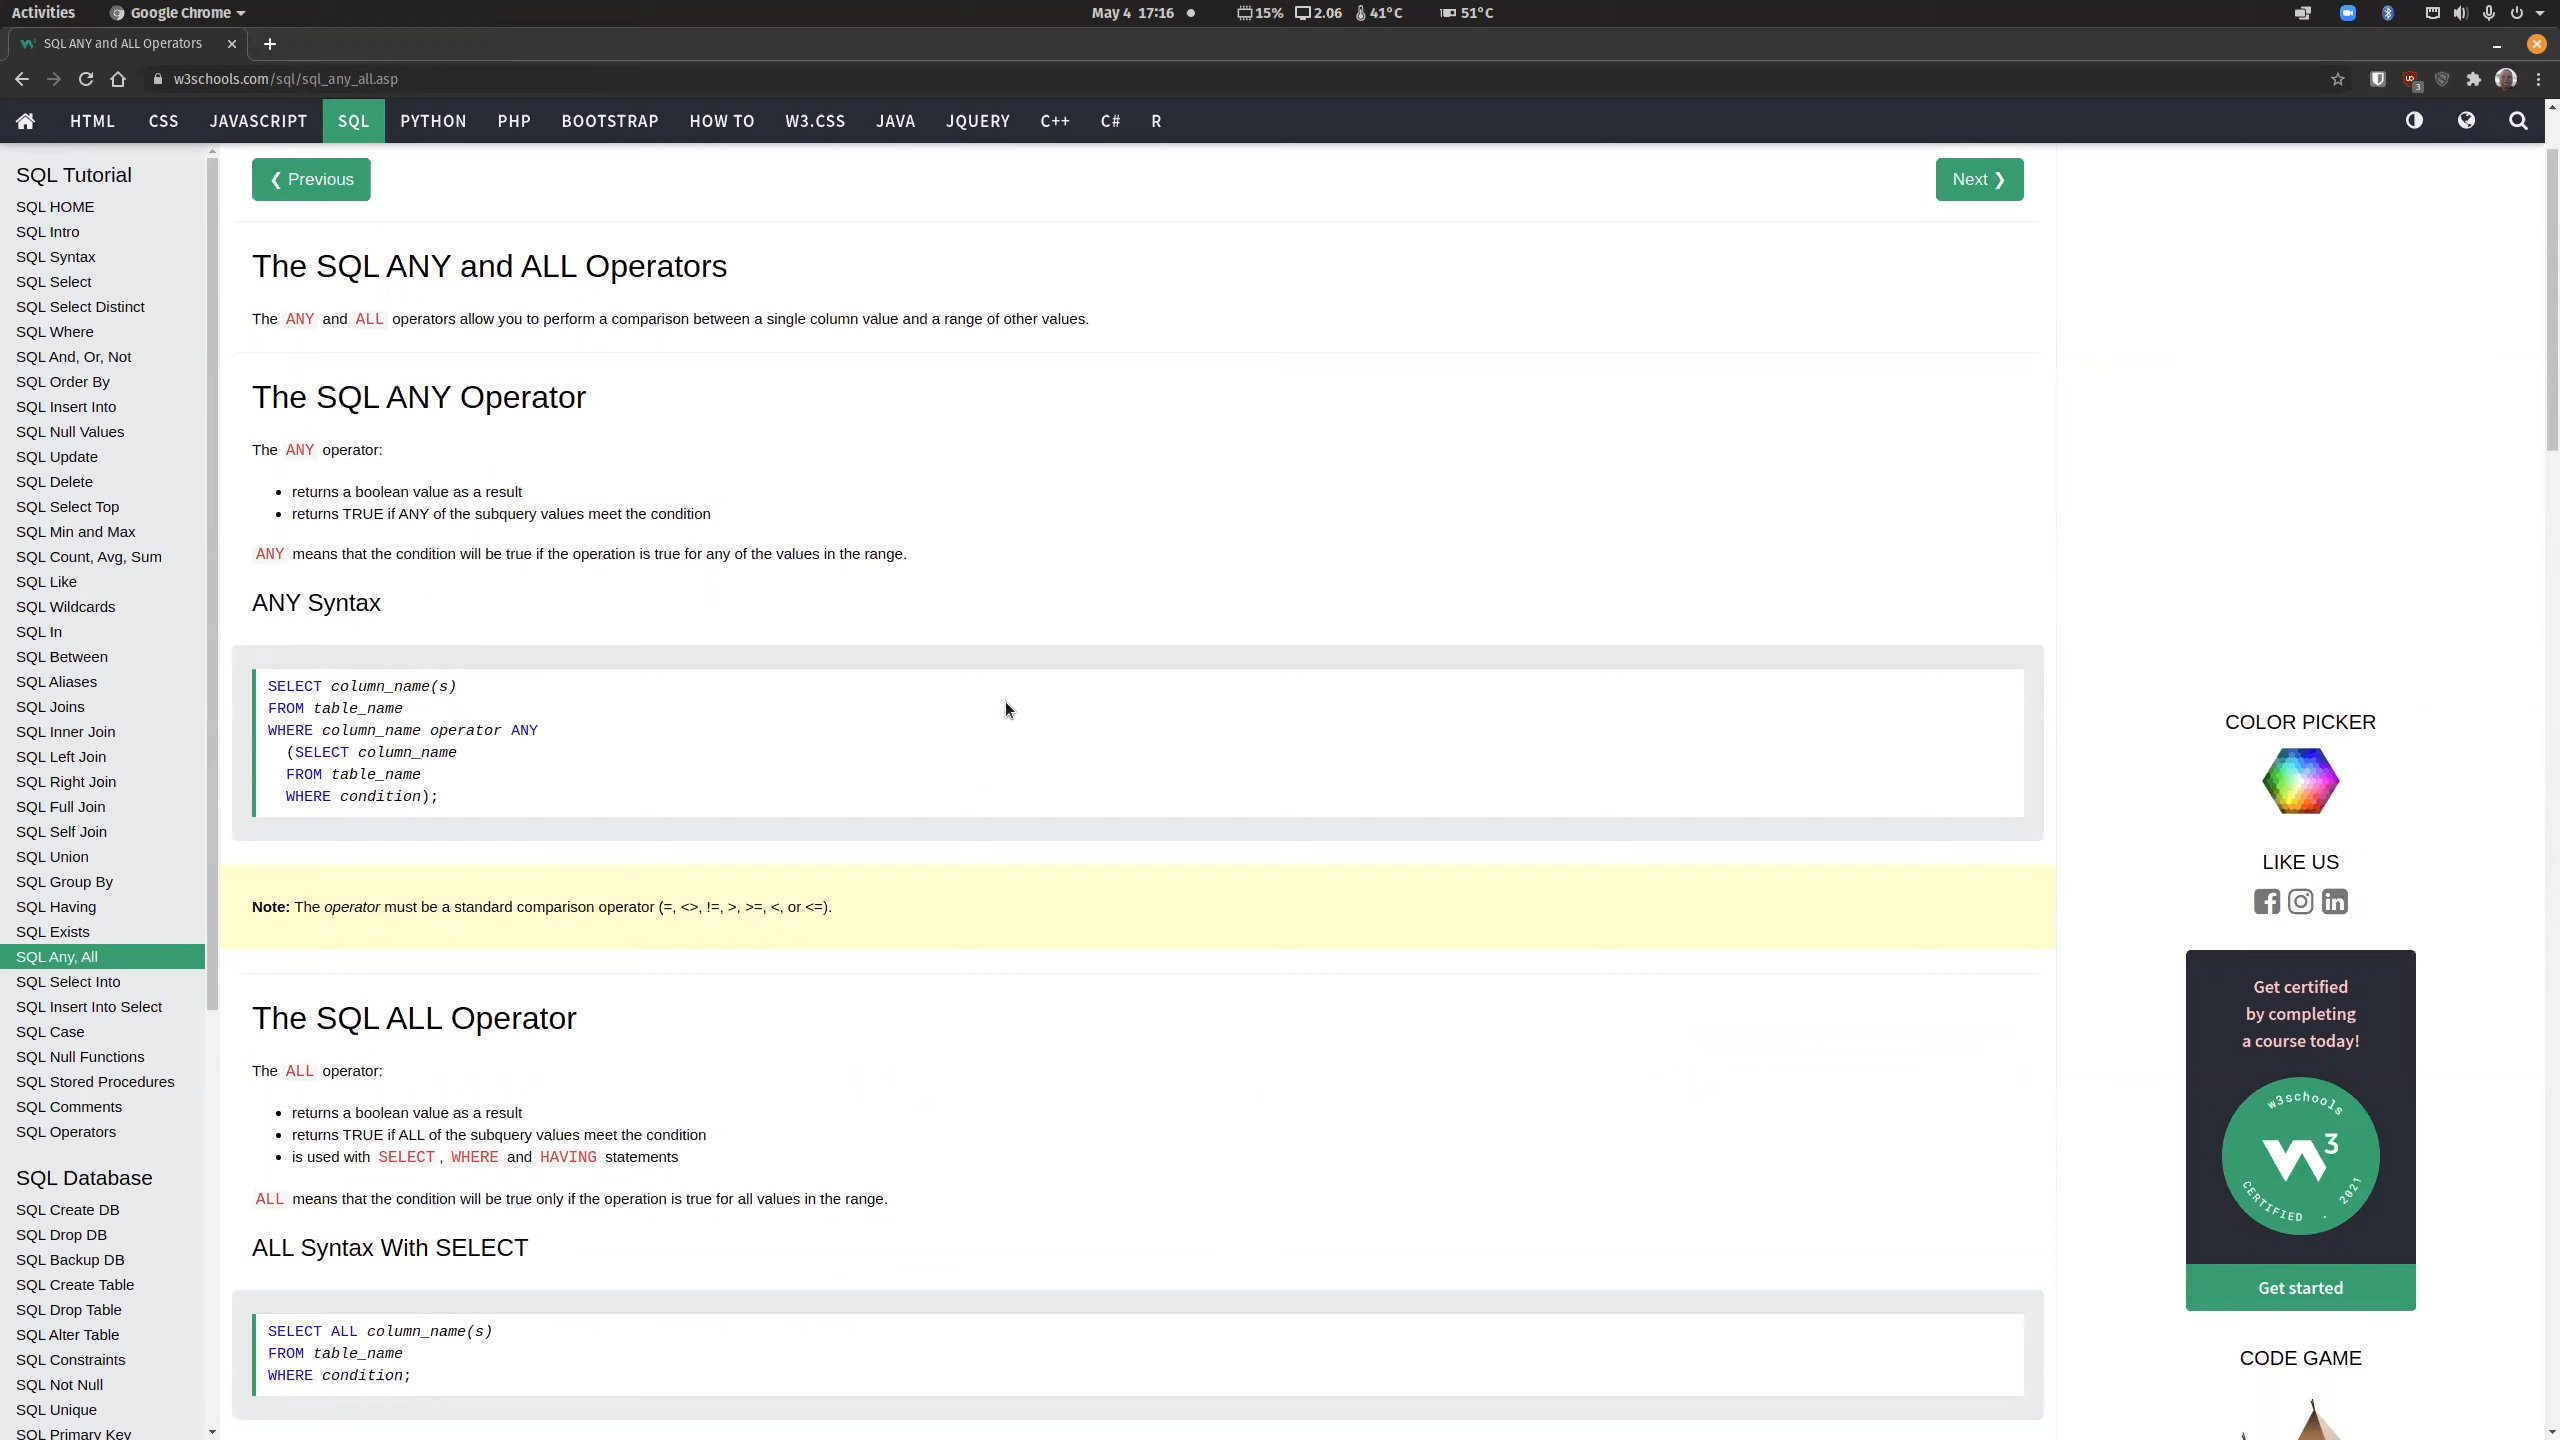 Activities
Google Chrome
May 4 17:16
15%
2.06
41°C
51°C
SQL ANY and ALL Operators
w3schools.com/sql/sql_any_all.asp
HTML
CSS
JAVASCRIPT
SQL
PYTHON
PHP
BOOTSTRAP
HOW TO
W3.CSS
JAVA
JQUERY
C++
C#
R
SQL Tutorial
SQL HOME
SQL Intro
SQL Syntax
SQL Select
SQL Select Distinct
SQL Where
SQL And, Or, Not
SQL Order By
SQL Insert Into
SQL Null Values
SQL Update
SQL Delete
SQL Select Top
SQL Min and Max
SQL Count, Avg, Sum
SQL Like
SQL Wildcards
SQL In
SQL Between
SQL Aliases
SQL Joins
SQL Inner Join
SQL Left Join
SQL Right Join
SQL Full Join
SQL Self Join
SQL Union
SQL Group By
SQL Having
SQL Exists
SQL Any, All
SQL Select Into
SQL Insert Into Select
SQL Case
SQL Null Functions
SQL Stored Procedures
SQL Comments
SQL Operators
SQL Database
SQL Create DB
SQL Drop DB
SQL Backup DB
SQL Create Table
SQL Drop Table
SQL Alter Table
SQL Constraints
SQL Not Null
SQL Unique
SQL Primary Key
❮ Previous
Next ❯
The SQL ANY and ALL Operators
The ANY and ALL operators allow you to perform a comparison between a single column value and a range of other values.
The SQL ANY Operator
The ANY operator:
• returns a boolean value as a result
• returns TRUE if ANY of the subquery values meet the condition
ANY means that the condition will be true if the operation is true for any of the values in the range.
ANY Syntax
SELECT column_name(s)
FROM table_name
WHERE column_name operator ANY
(SELECT column_name
FROM table_name
WHERE condition);
Note: The operator must be a standard comparison operator (=, <>, !=, >, >=, <, or <=).
The SQL ALL Operator
The ALL operator:
• returns a boolean value as a result
• returns TRUE if ALL of the subquery values meet the condition
• is used with SELECT, WHERE and HAVING statements
ALL means that the condition will be true only if the operation is true for all values in the range.
ALL Syntax With SELECT
SELECT ALL column_name(s)
FROM table_name
WHERE condition;
COLOR PICKER
LIKE US
Get certified
by completing
a course today!
w3schools
3
CERTIFIED . 2021
Get started
CODE GAME